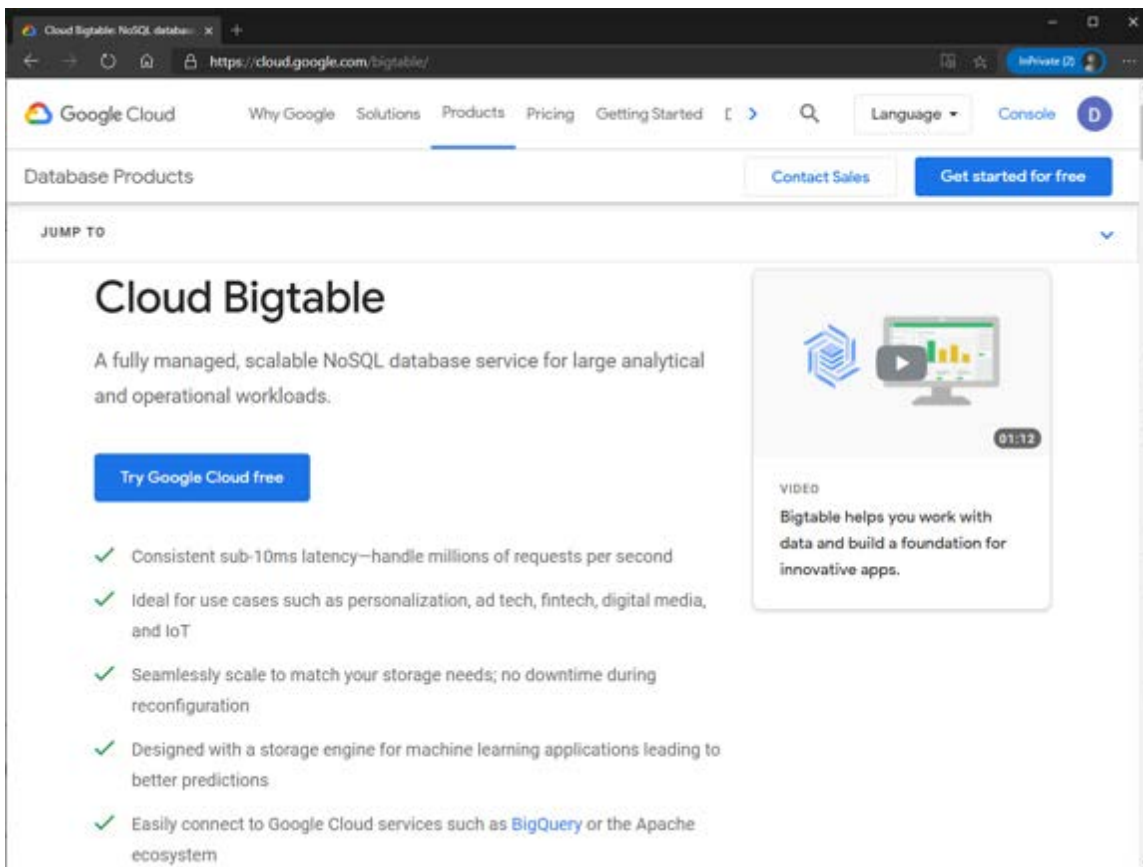 Cloud Bigtable: NoSQL databas
https://cloud.google.com/bigtable/
InPrivate (2)
Google Cloud
Why Google Solutions Products Pricing Getting Started D
Language
Console
D
Database Products
Contact Sales
Get started for free
JUMP TO
Cloud Bigtable
A fully managed, scalable NoSQL database service for large analytical
and operational workloads.
Try Google Cloud free
Consistent sub-10ms latency—handle millions of requests per second
Ideal for use cases such as personalization, ad tech, fintech, digital media,
and IoT
Seamlessly scale to match your storage needs; no downtime during
reconfiguration
Designed with a storage engine for machine learning applications leading to
better predictions
Easily connect to Google Cloud services such as BigQuery or the Apache
ecosystem
01:12
VIDEO
Bigtable helps you work with
data and build a foundation for
innovative apps.